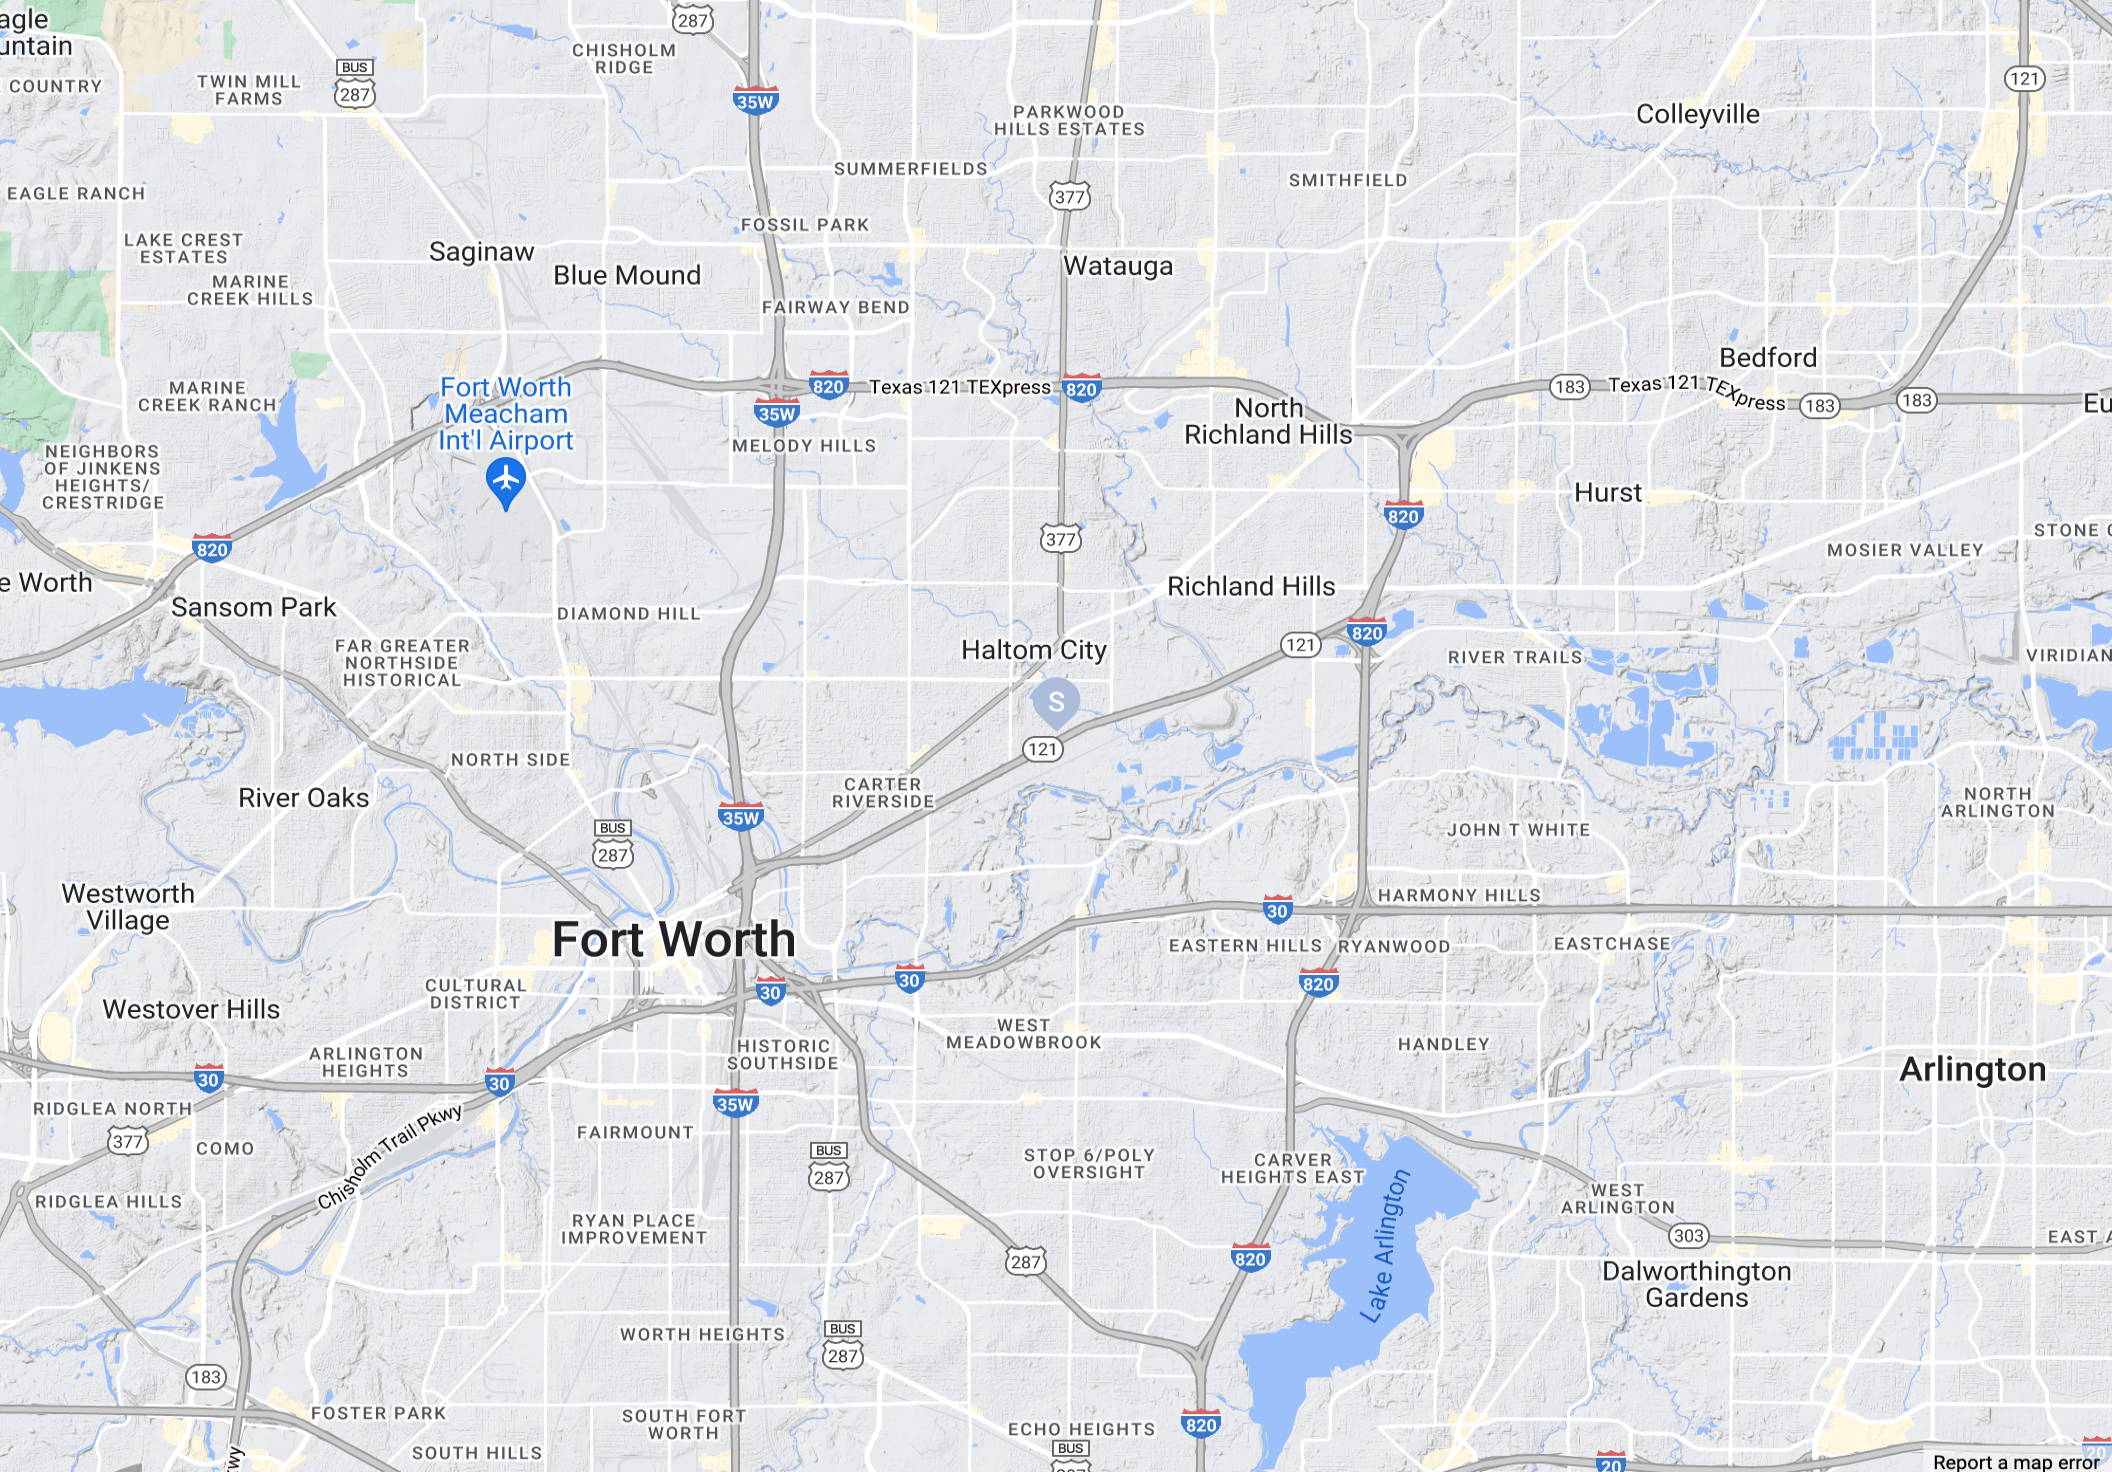 agle
untain
COUNTRY
TWIN MILL
FARMS
BUS
287
CHISHOLM
RIDGE
287
35W
PARKWOOD
HILLS ESTATES
Colleyville
121
SUMMERFIELDS
377
SMITHFIELD
EAGLE RANCH
FOSSIL PARK
LAKE CREST
ESTATES
Saginaw
Blue Mound
Watauga
MARINE
CREEK HILLS
FAIRWAY BEND
Bedford
MARINE
CREEK RANCH
Fort Worth
Meacham
Int'l Airport
820
Texas 121 TEXpress
820
183
Texas 121 TEXpress
183
183
Eu
35W
North
Richland Hills
MELODY HILLS
NEIGHBORS
OF JINKENS
HEIGHTS/
CRESTRIDGE
Hurst
820
820
377
STONE C
MOSIER VALLEY
e Worth
Sansom Park
Richland Hills
DIAMOND HILL
820
121
Haltom City
FAR GREATER
NORTHSIDE
HISTORICAL
RIVER TRAILS
VIRIDIAN
S
121
NORTH SIDE
River Oaks
CARTER
RIVERSIDE
NORTH
ARLINGTON
35W
BUS
287
JOHN T WHITE
Westworth
Village
HARMONY HILLS
30
Fort Worth
EASTERN HILLS
RYANWOOD
EASTCHASE
30
30
820
CULTURAL
DISTRICT
Westover Hills
WEST
MEADOWBROOK
HANDLEY
HISTORIC
SOUTHSIDE
ARLINGTON
HEIGHTS
Arlington
30
30
35W
RIDGLEA NORTH
377
Chisholm Trail Pkwy
COMO
FAIRMOUNT
BUS
287
STOP 6/POLY
OVERSIGHT
CARVER
HEIGHTS EAST
RIDGLEA HILLS
WEST
ARLINGTON
Lake Arlington
RYAN PLACE
IMPROVEMENT
303
EAST A
820
287
Dalworthington
Gardens
WORTH HEIGHTS
BUS
287
183
FOSTER PARK
SOUTH FORT
WORTH
ECHO HEIGHTS
820
SOUTH HILLS
BUS
20
20
Report a map error